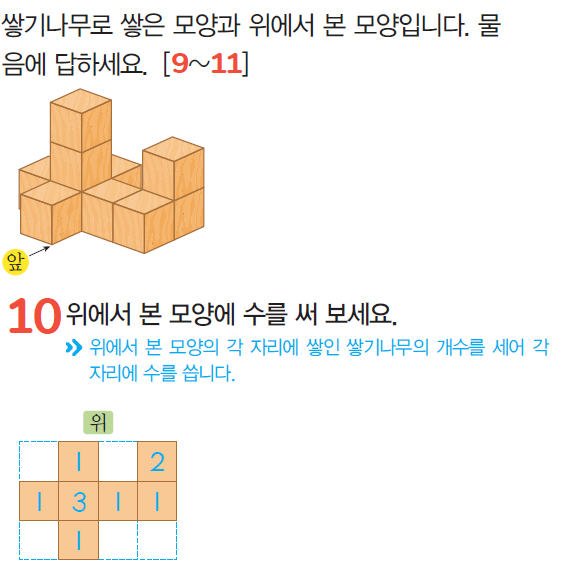 쌓기나무로 쌓은 모양과 위에서 본 모양입니다. 물
음에 답하세요. [9~11]
앞
10 위에서 본 모양에 수를 써 보세요.
위에서 본 모양의 각 자리에 쌓인 쌓기나무의 개수를 세어 각
자리에 수를 씁니다.
위
1 2
1 3 1 1
1